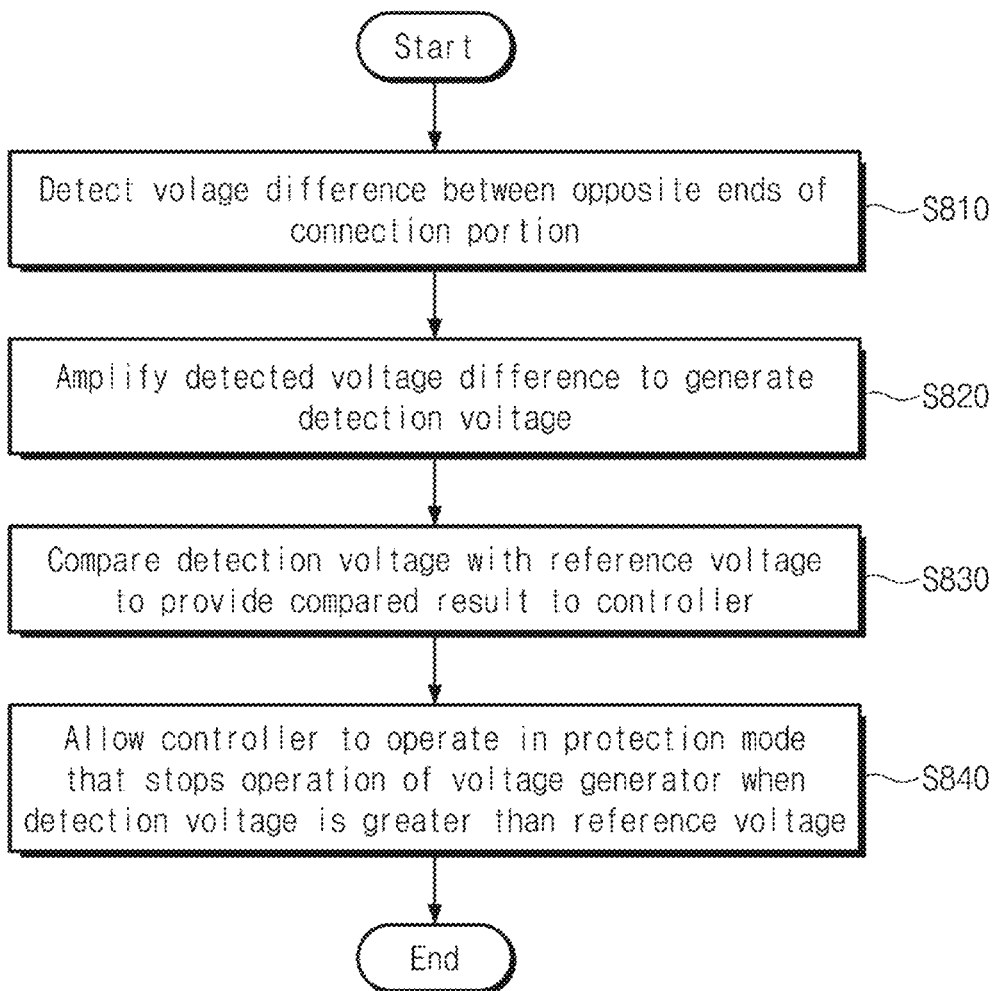 Start
Detect volage difference between opposite ends of
connection portion
S810
Amplify detected voltage difference to generate
detection voltage
S820
Compare detection voltage with reference voltage
to provide compared result to controller
S830
Allow controller to operate in protection mode
that stops operation of voltage generator when
detection voltage is greater than reference voltage
S840
End